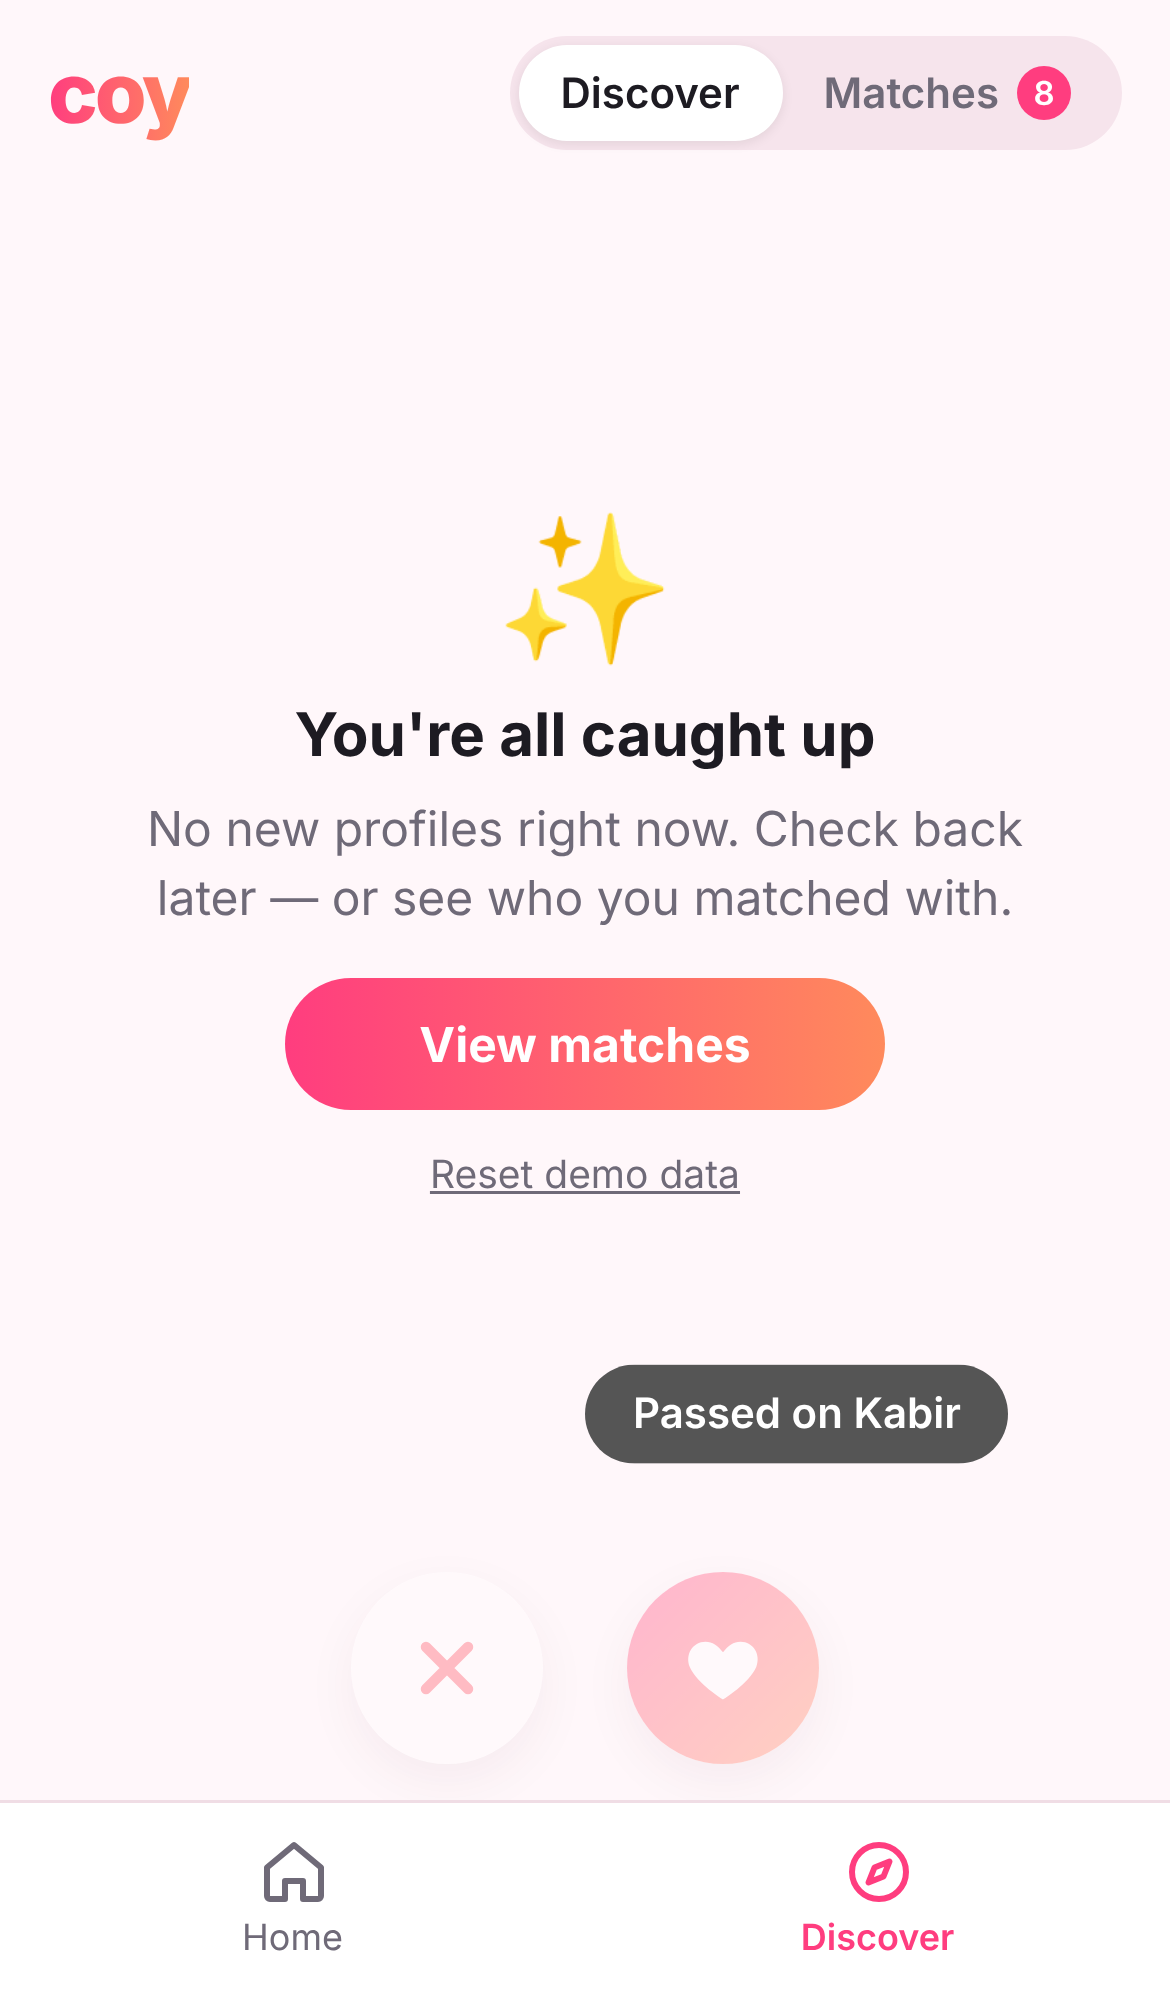 coy
Discover
Matches 8
You're all caught up
No new profiles right now. Check back
later — or see who you matched with.
View matches
Reset demo data
Passed on Kabir
Home
Discover